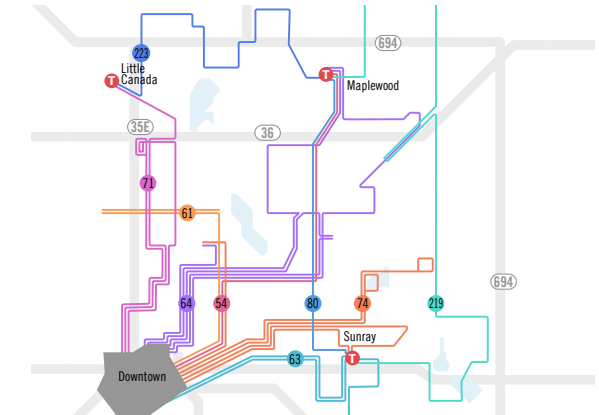 694
223
Little
Canada
T
T
Maplewood
35E
36
71
61
694
64
54
80
74
219
Sunray
63
T
Downtown